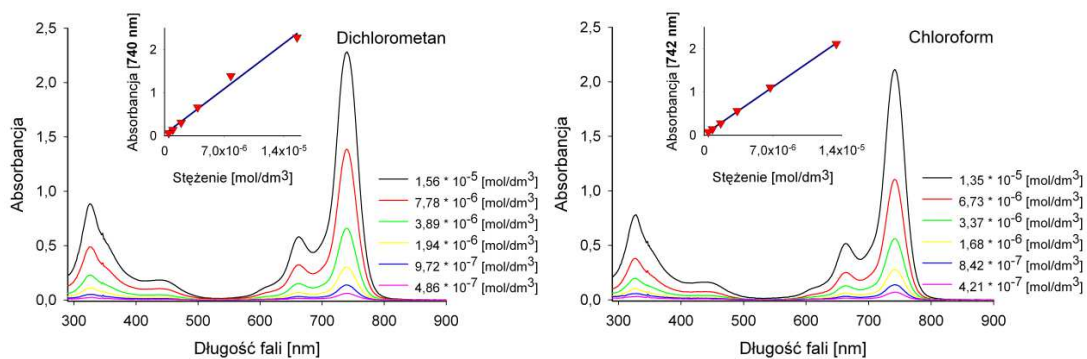 Dichlorometan
Absorbancja
2,5
2,0
1,5
1,0
0,5
0,0
300 400 500 600 700 800 900
Długość fali [nm]
Absorbancja [740 nm]
2
1
0
0 7,0x10-6 1,4x10-5
Stężenie [mol/dm3]
1,56 * 10-5 [mol/dm3]
7,78 * 10-6 [mol/dm3]
3,89 * 10-6 [mol/dm3]
1,94 * 10-6 [mol/dm3]
9,72 * 10-7 [mol/dm3]
4,86 * 10-7 [mol/dm3]
Chloroform
Absorbancja
2,5
2,0
1,5
1,0
0,5
0,0
300 400 500 600 700 800 900
Długość fali [nm]
Absorbancja [742 nm]
2
1
0
0 7,0x10-6 1,4x10-5
Stężenie [mol/dm3]
1,35 * 10-5 [mol/dm3]
6,73 * 10-6 [mol/dm3]
3,37 * 10-6 [mol/dm3]
1,68 * 10-6 [mol/dm3]
8,42 * 10-7 [mol/dm3]
4,21 * 10-7 [mol/dm3]